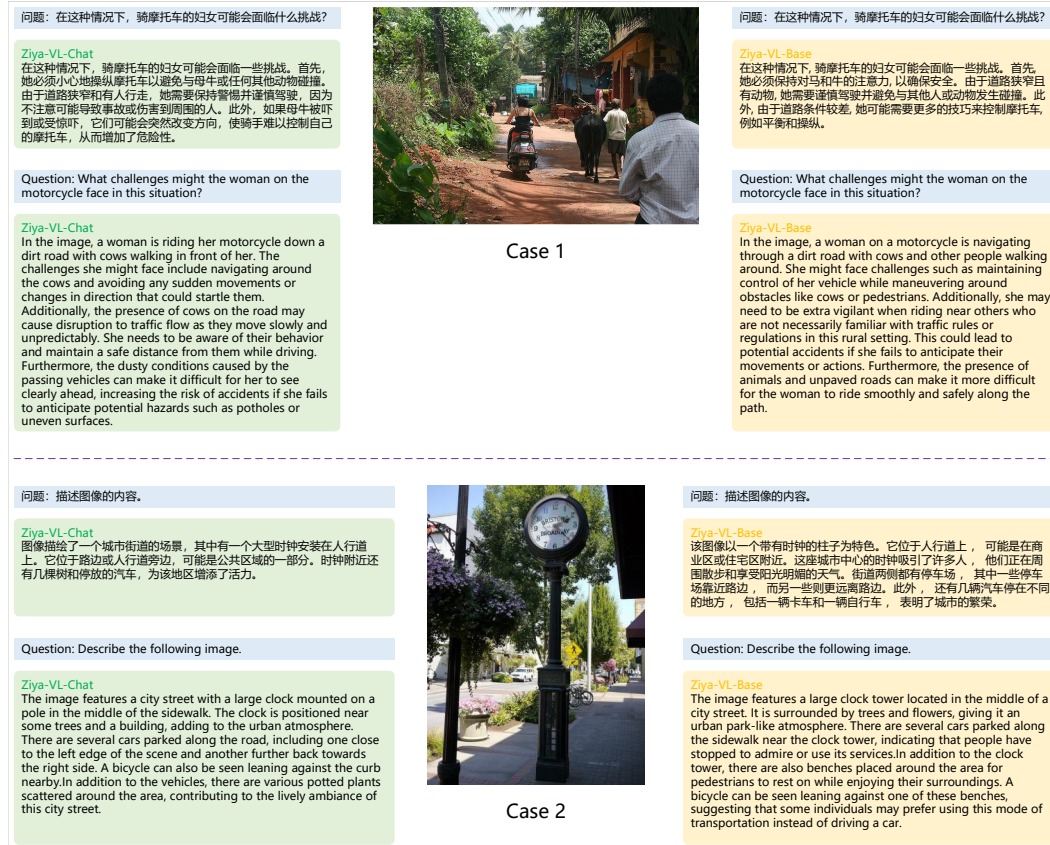 问题：在这种情况下，骑摩托车的妇女可能会面临什么挑战？
Ziya-VL-Chat
在这种情况下，骑摩托车的妇女可能会面临一些挑战。首先，
她必须小心地操纵摩托车以避免与母牛或任何其他动物碰撞。
由于道路狭窄和有人行走，她需要保持警惕并谨慎驾驶，因为
不注意可能导致事故或伤害到周围的人。此外，如果母牛被吓
到或受惊吓，它们可能会突然改变方向，使骑手难以控制自己
的摩托车，从而增加了危险性。
Question: What challenges might the woman on the
motorcycle face in this situation?
Ziya-VL-Chat
In the image, a woman is riding her motorcycle down a
dirt road with cows walking in front of her. The
challenges she might face include navigating around
the cows and avoiding any sudden movements or
changes in direction that could startle them.
Additionally, the presence of cows on the road may
cause disruption to traffic flow as they move slowly and
unpredictably. She needs to be aware of their behavior
and maintain a safe distance from them while driving.
Furthermore, the dusty conditions caused by the
passing vehicles can make it difficult for her to see
clearly ahead, increasing the risk of accidents if she fails
to anticipate potential hazards such as potholes or
uneven surfaces.
Case 1
问题：在这种情况下，骑摩托车的妇女可能会面临什么挑战？
Ziya-VL-Base
在这种情况下, 骑摩托车的妇女可能会面临一些挑战。首先,
她必须保持对马和牛的注意力, 以确保安全。由于道路狭窄且
有动物, 她需要谨慎驾驶并避免与其他人或动物发生碰撞。此
外, 由于道路条件较差, 她可能需要更多的技巧来控制摩托车,
例如平衡和操纵。
Question: What challenges might the woman on the
motorcycle face in this situation?
Ziya-VL-Base
In the image, a woman on a motorcycle is navigating
through a dirt road with cows and other people walking
around. She might face challenges such as maintaining
control of her vehicle while maneuvering around
obstacles like cows or pedestrians. Additionally, she may
need to be extra vigilant when riding near others who
are not necessarily familiar with traffic rules or
regulations in this rural setting. This could lead to
potential accidents if she fails to anticipate their
movements or actions. Furthermore, the presence of
animals and unpaved roads can make it more difficult
for the woman to ride smoothly and safely along the
path.
问题：描述图像的内容。
Ziya-VL-Chat
图像描绘了一个城市街道的场景，其中有一个大型时钟安装在人行道
上。它位于路边或人行道旁边，可能是公共区域的一部分。时钟附近还
有几棵树和停放的汽车，为该地区增添了活力。
Question: Describe the following image.
Ziya-VL-Chat
The image features a city street with a large clock mounted on a
pole in the middle of the sidewalk. The clock is positioned near
some trees and a building, adding to the urban atmosphere.
There are several cars parked along the road, including one close
to the left edge of the scene and another further back towards
the right side. A bicycle can also be seen leaning against the curb
nearby.In addition to the vehicles, there are various potted plants
scattered around the area, contributing to the lively ambiance of
this city street.
BROADWAY
Case 2
问题：描述图像的内容。
Ziya-VL-Base
该图像以一个带有时钟的柱子为特色。它位于人行道上 ， 可能是在商
业区或住宅区附近。这座城市中心的时钟吸引了许多人 ， 他们正在周
围散步和享受阳光明媚的天气。街道两侧都有停车场 ， 其中一些停车
场靠近路边 ， 而另一些则更远离路边。此外 ， 还有几辆汽车停在不同
的地方 ， 包括一辆卡车和一辆自行车 ， 表明了城市的繁荣。
Question: Describe the following image.
Ziya-VL-Base
The image features a large clock tower located in the middle of a
city street. It is surrounded by trees and flowers, giving it an
urban park-like atmosphere. There are several cars parked along
the sidewalk near the clock tower, indicating that people have
stopped to admire or use its services.In addition to the clock
tower, there are also benches placed around the area for
pedestrians to rest on while enjoying their surroundings. A
bicycle can be seen leaning against one of these benches,
suggesting that some individuals may prefer using this mode of
transportation instead of driving a car.